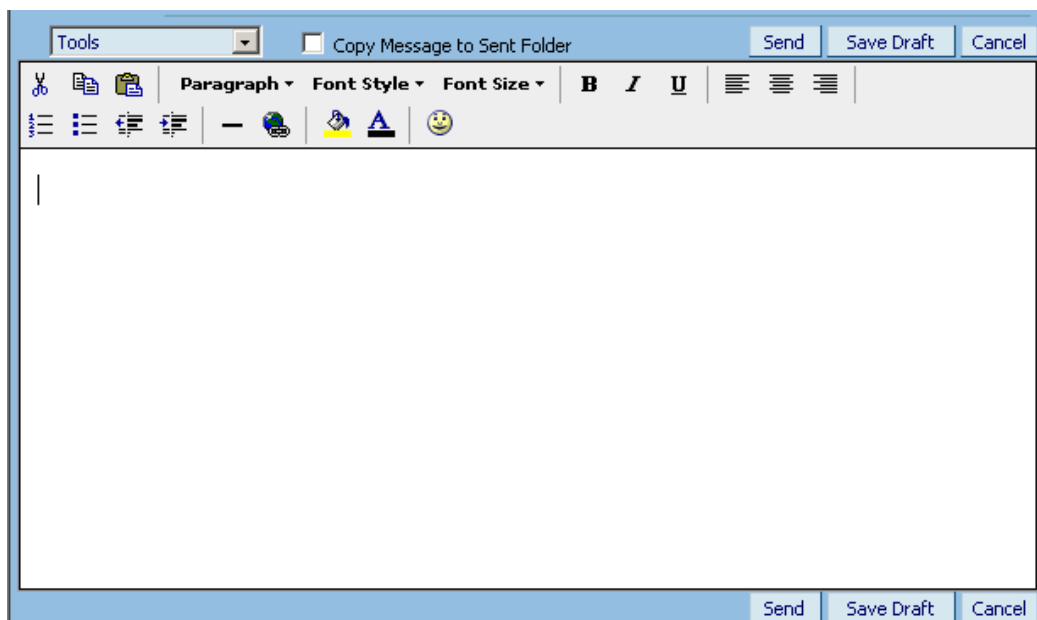 Tools Copy Message to Sent Folder Send Save Draft Cancel
Paragraph Font Style Font Size B I U
A
Send Save Draft Cancel